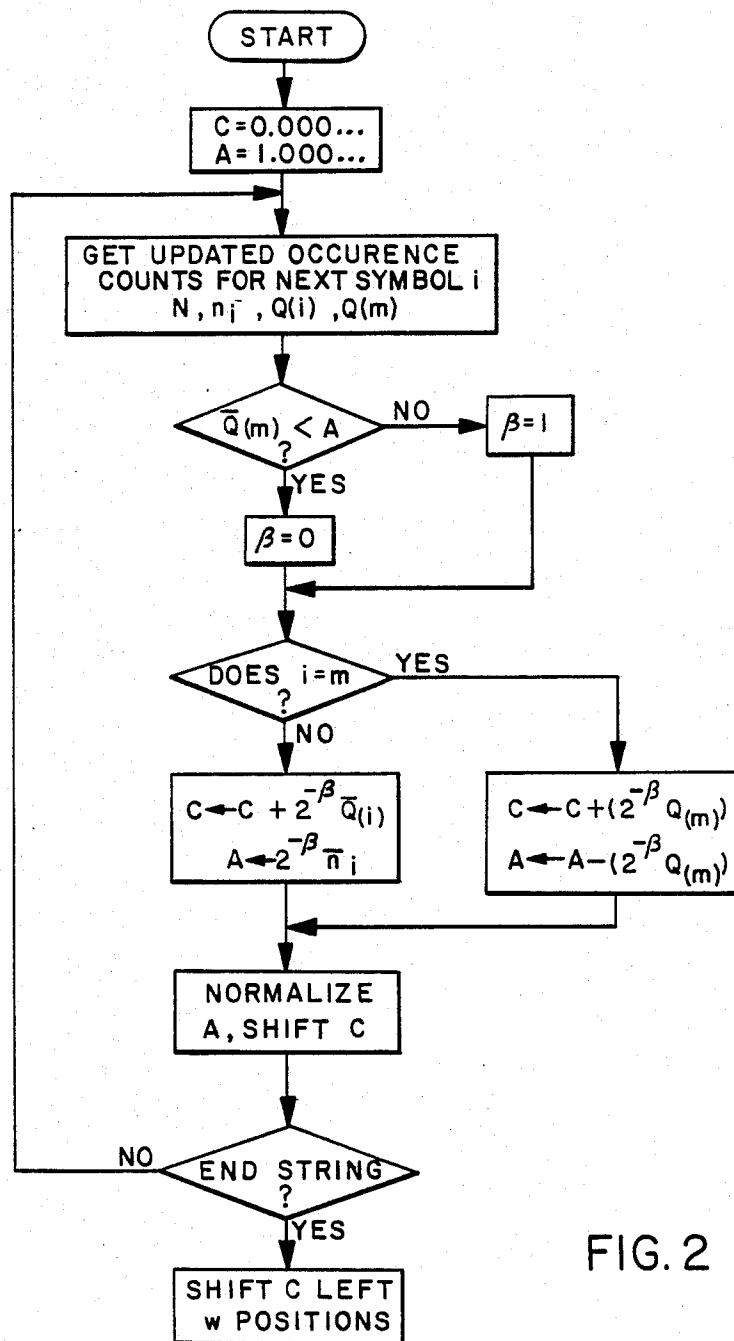 START
C=0.000...
A=1.000...
GET UPDATED OCCURENCE
COUNTS FOR NEXT SYMBOL i
N, n̄i, Q(i), Q(m)
Q̄(m) < A
?
NO
β=1
YES
β=0
DOES i=m
?
YES
NO
C←C + 2^-β Q̄(i)
A←2^-β n̄i
C←C+(2^-β Q(m))
A←A-(2^-β Q(m))
NORMALIZE
A, SHIFT C
NO
END STRING
?
YES
SHIFT C LEFT
w POSITIONS
FIG. 2